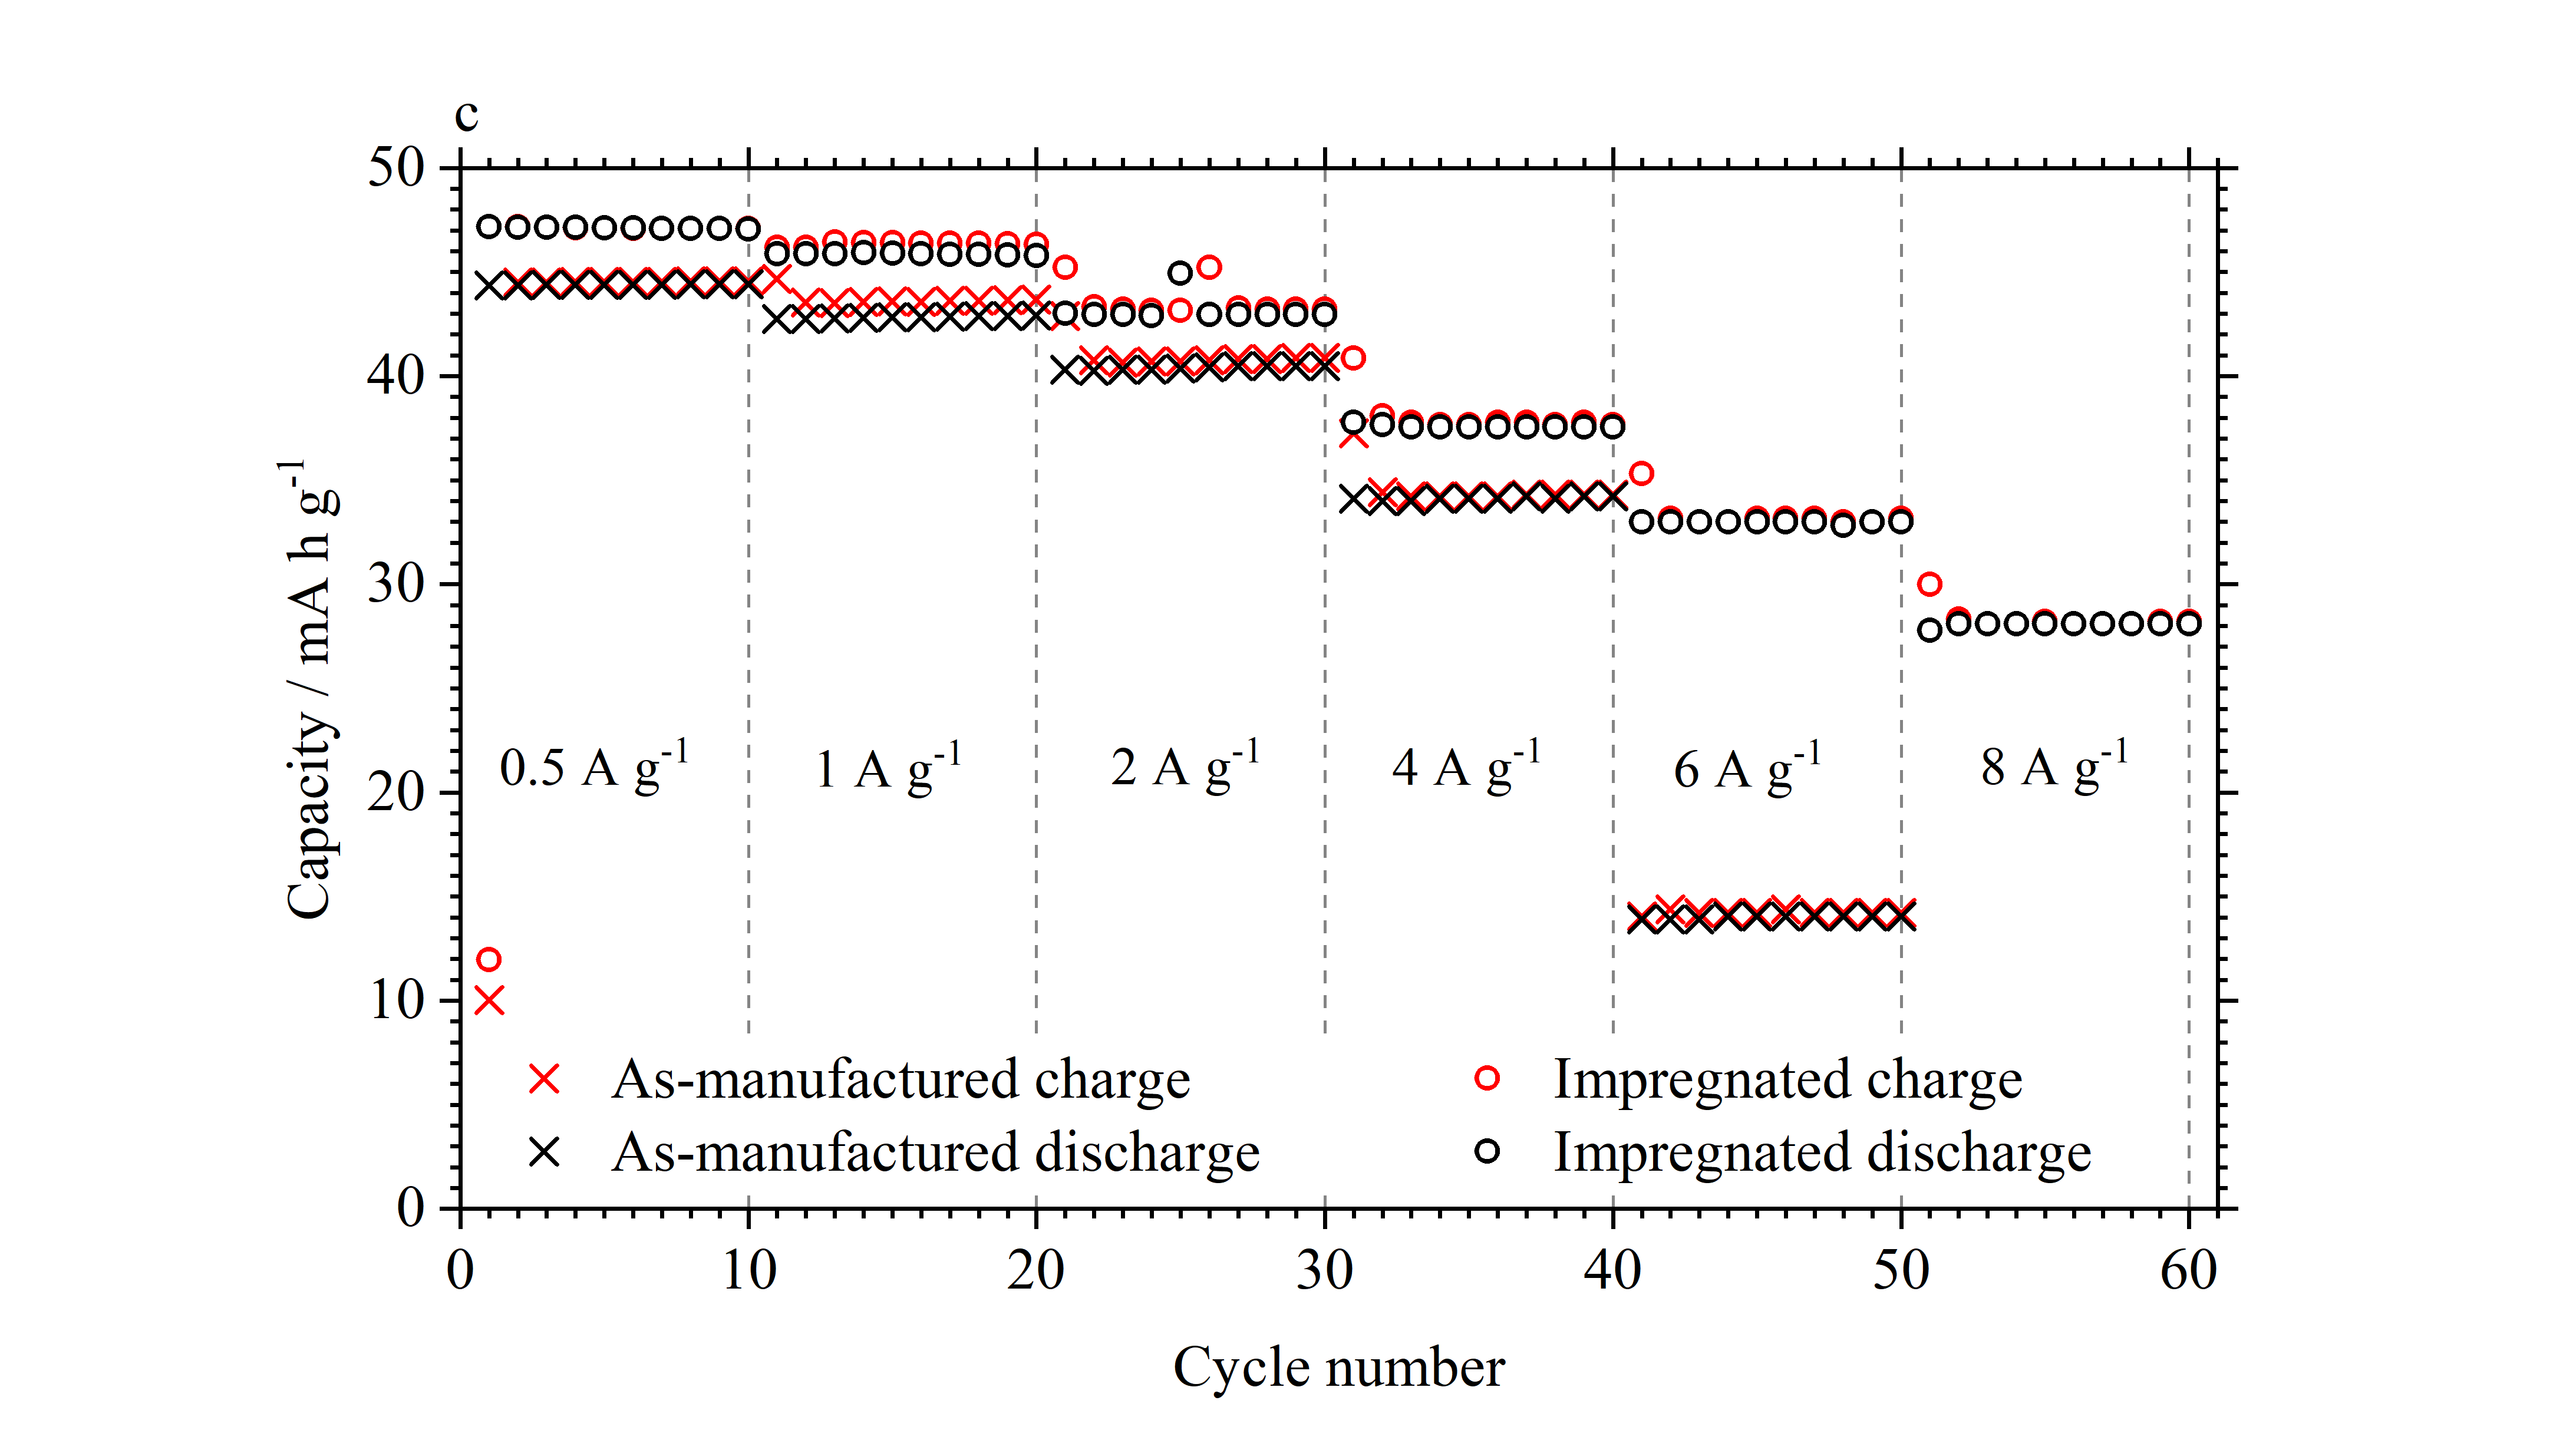 c
50
40
30
20
10
0
Capacity / mA h g⁻¹
0.5 A g⁻¹
1 A g⁻¹
2 A g⁻¹
4 A g⁻¹
6 A g⁻¹
8 A g⁻¹
As-manufactured charge
Impregnated charge
As-manufactured discharge
Impregnated discharge
0 10 20 30 40 50 60
Cycle number